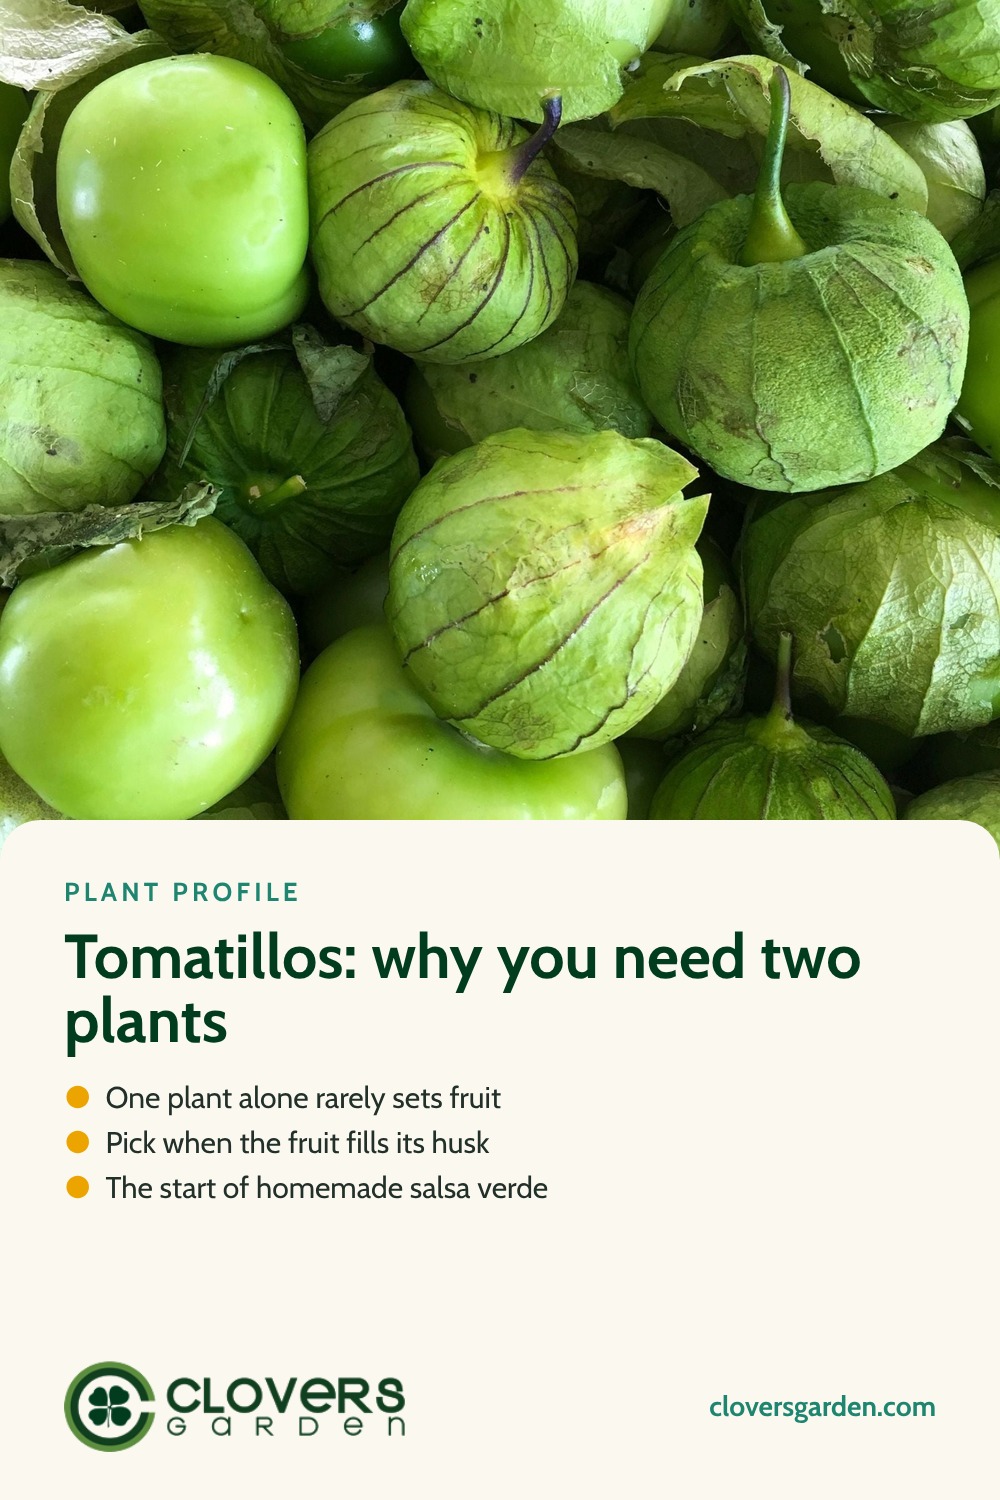 PLANT PROFILE
Tomatillos: why you need two
plants
One plant alone rarely sets fruit
Pick when the fruit fills its husk
The start of homemade salsa verde
CLOVERS
GARDEN
cloversgarden.com